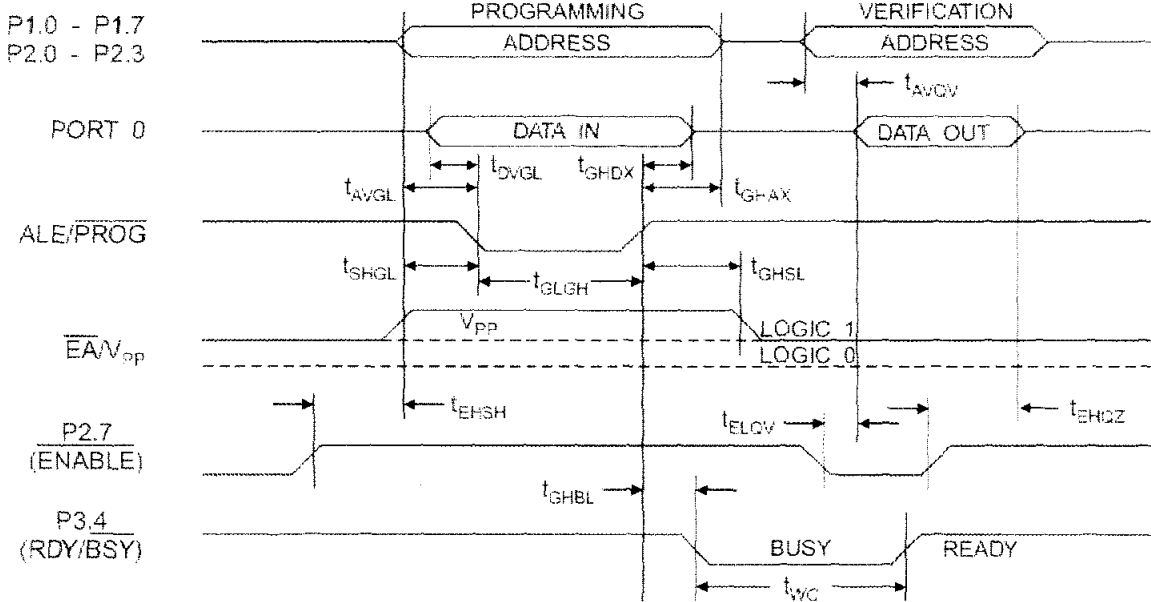 PROGRAMMING VERIFICATION
P1.0 - P1.7
P2.0 - P2.3
ADDRESS ADDRESS
tAVQV
PORT 0 DATA IN DATA OUT
tDVGL tGHDX
tAVGL tGHAX
ALE/PROG
tSHGL tGLGH tGHSL
VPP
LOGIC 1
EA/VPP
LOGIC 0
tEHSH tELQV tEHQZ
P2.7
(ENABLE)
tGHBL
P3.4
(RDY/BSY)
BUSY READY
tWC